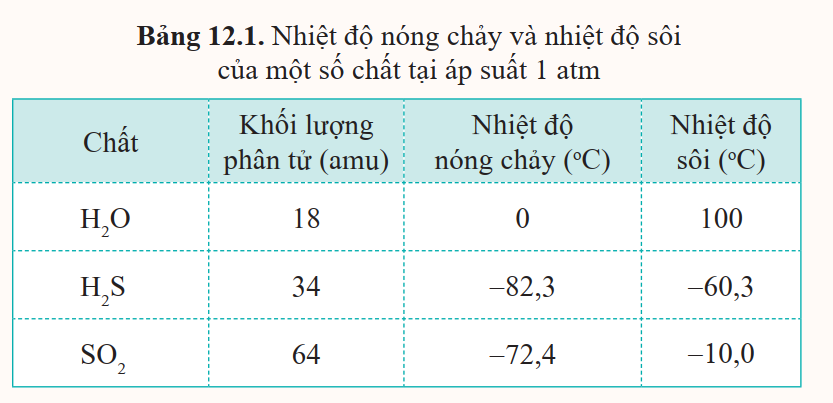 Bảng 12.1. Nhiệt độ nóng chảy và nhiệt độ sôi
của một số chất tại áp suất 1 atm
Chất
Khối lượng
phân tử (amu)
Nhiệt độ
nóng chảy (°C)
Nhiệt độ
sôi (°C)
H₂O 18 0 100
H₂S 34 –82,3 –60,3
SO₂ 64 –72,4 –10,0